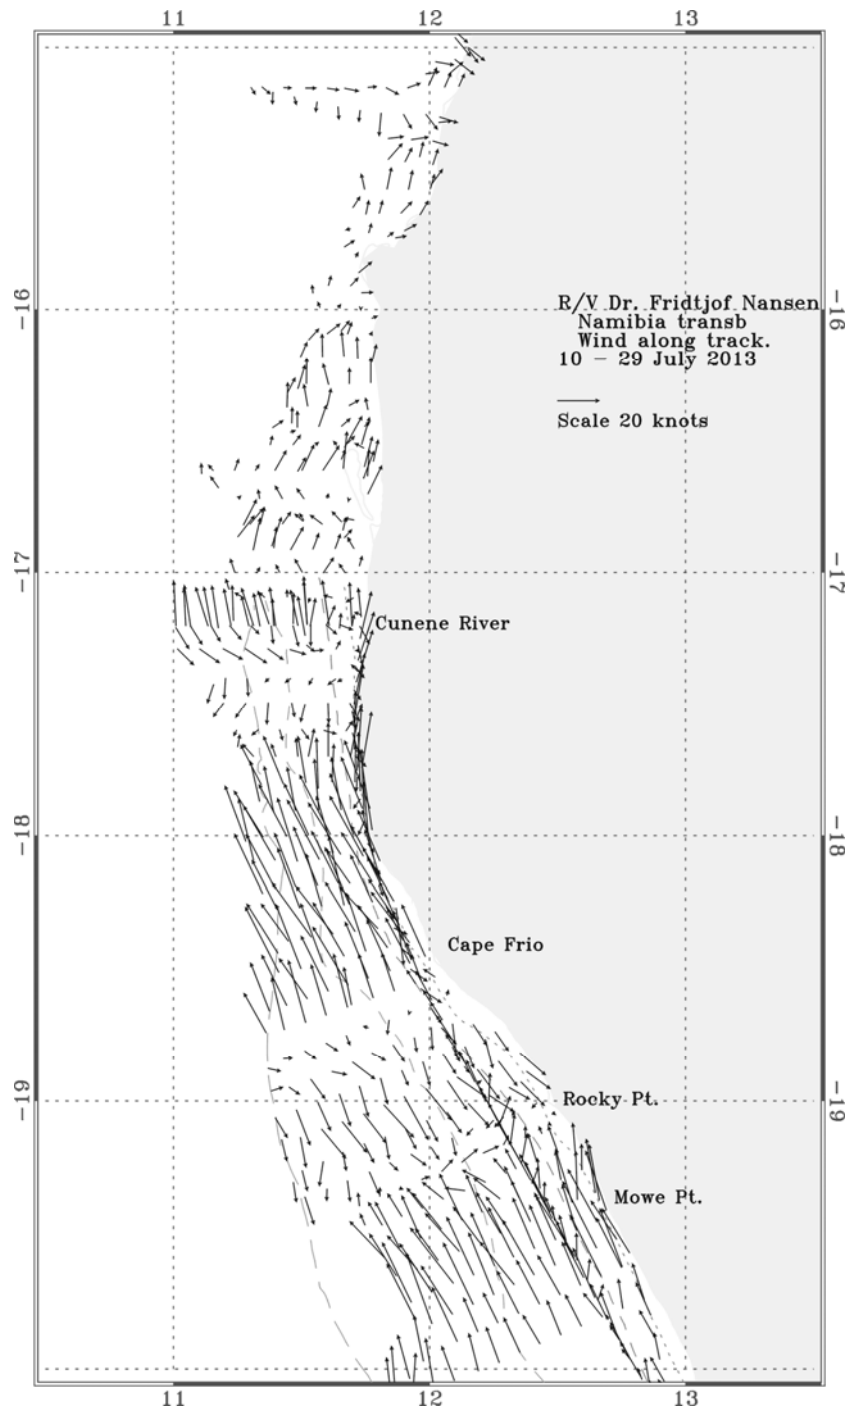 11 12 13
R/V Dr. Fridtjof Nansen
Namibia transb
Wind along track.
10 – 29 July 2013
Scale 20 knots
-16 -16
-17 -17
Cunene River
-18 -18
Cape Frio
Rocky Pt.
-19 -19
Mowe Pt.
11 12 13